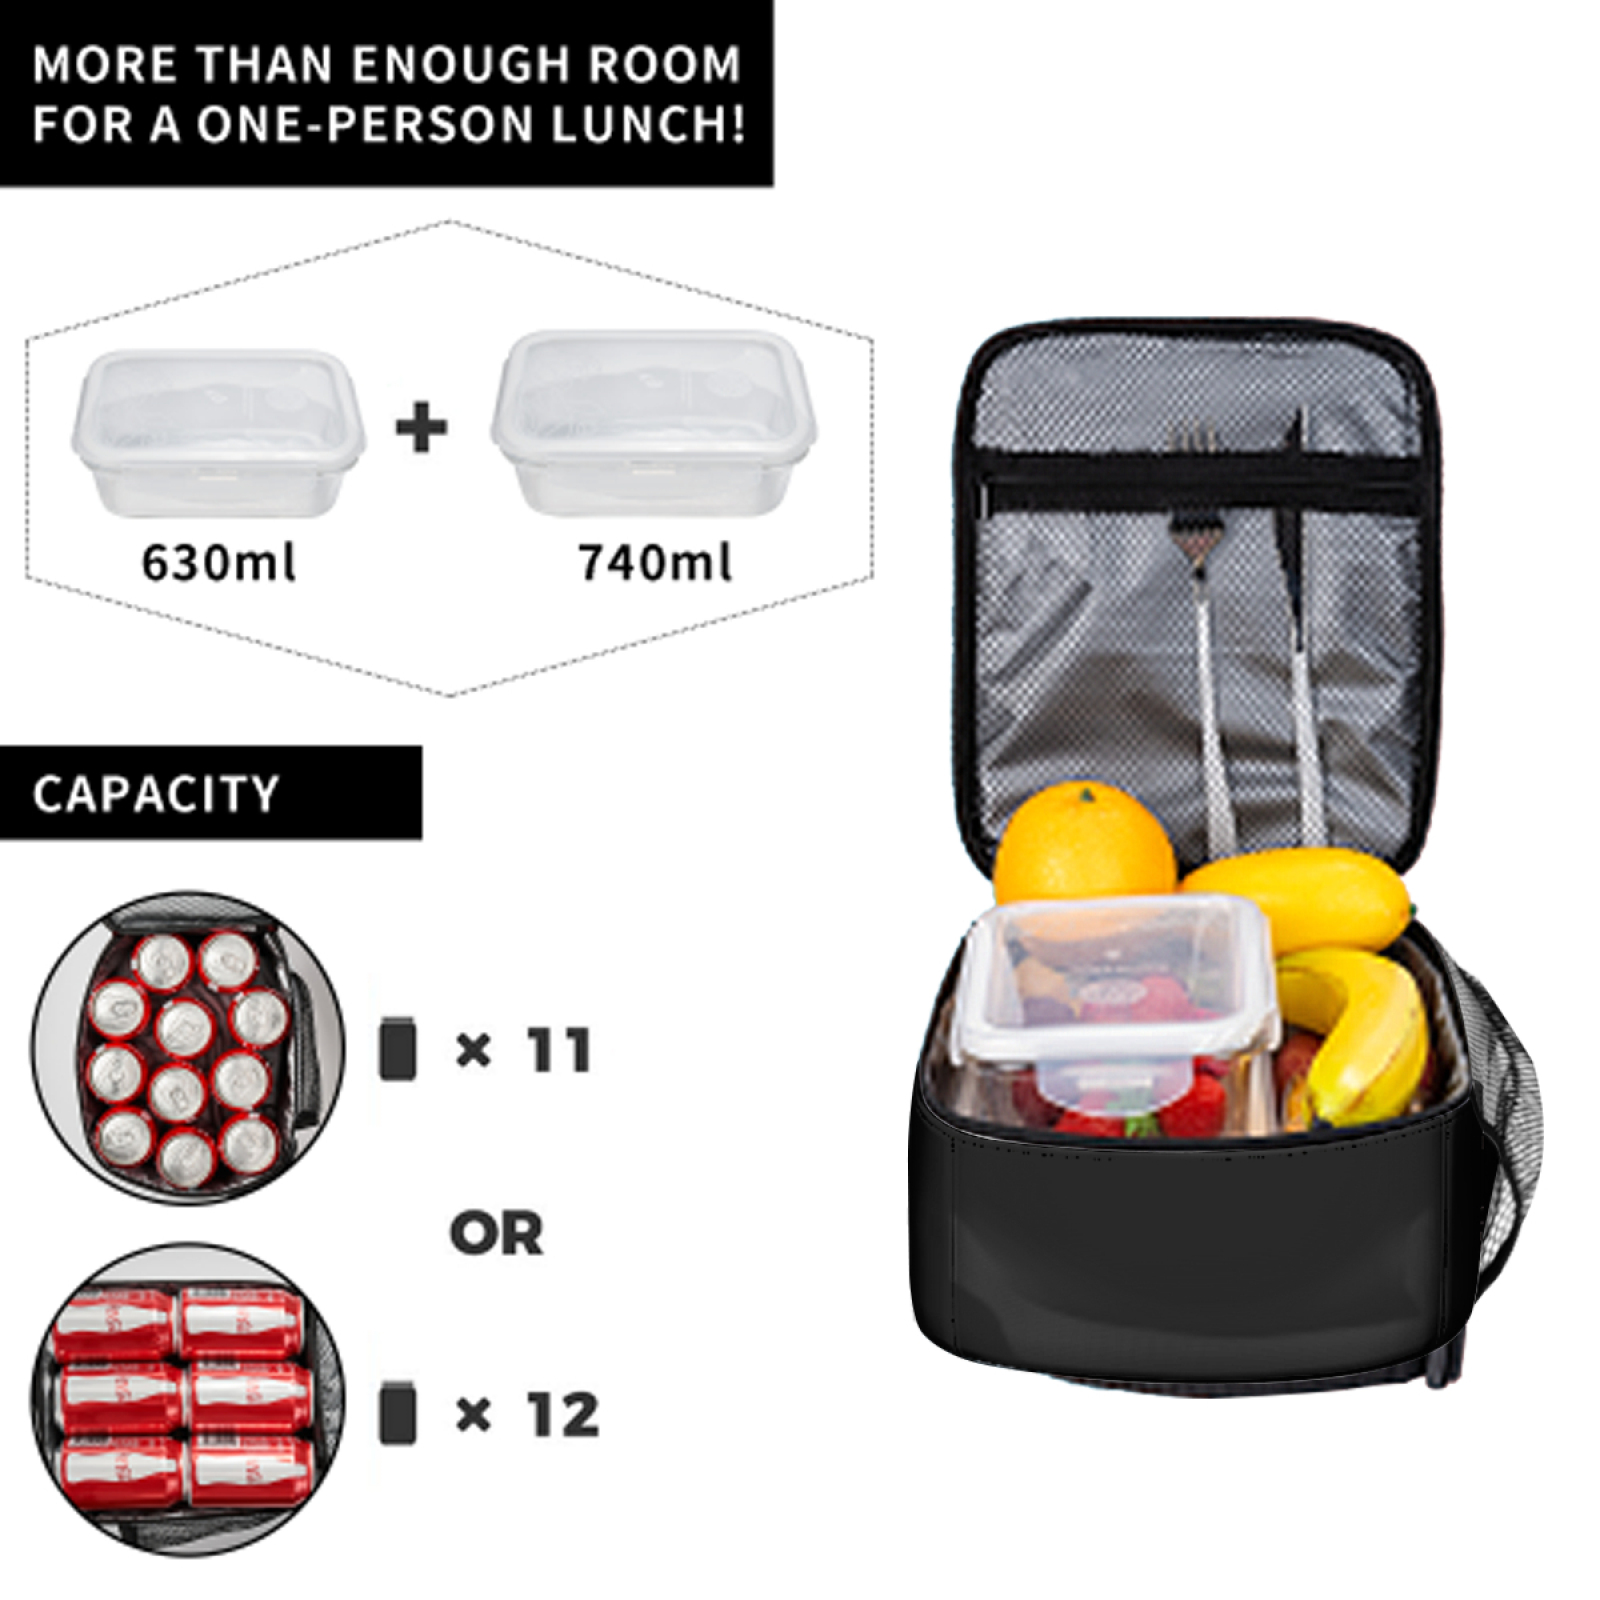 MORE THAN ENOUGH ROOM
FOR A ONE-PERSON LUNCH!
+
630ml
740ml
CAPACITY
× 11
OR
× 12